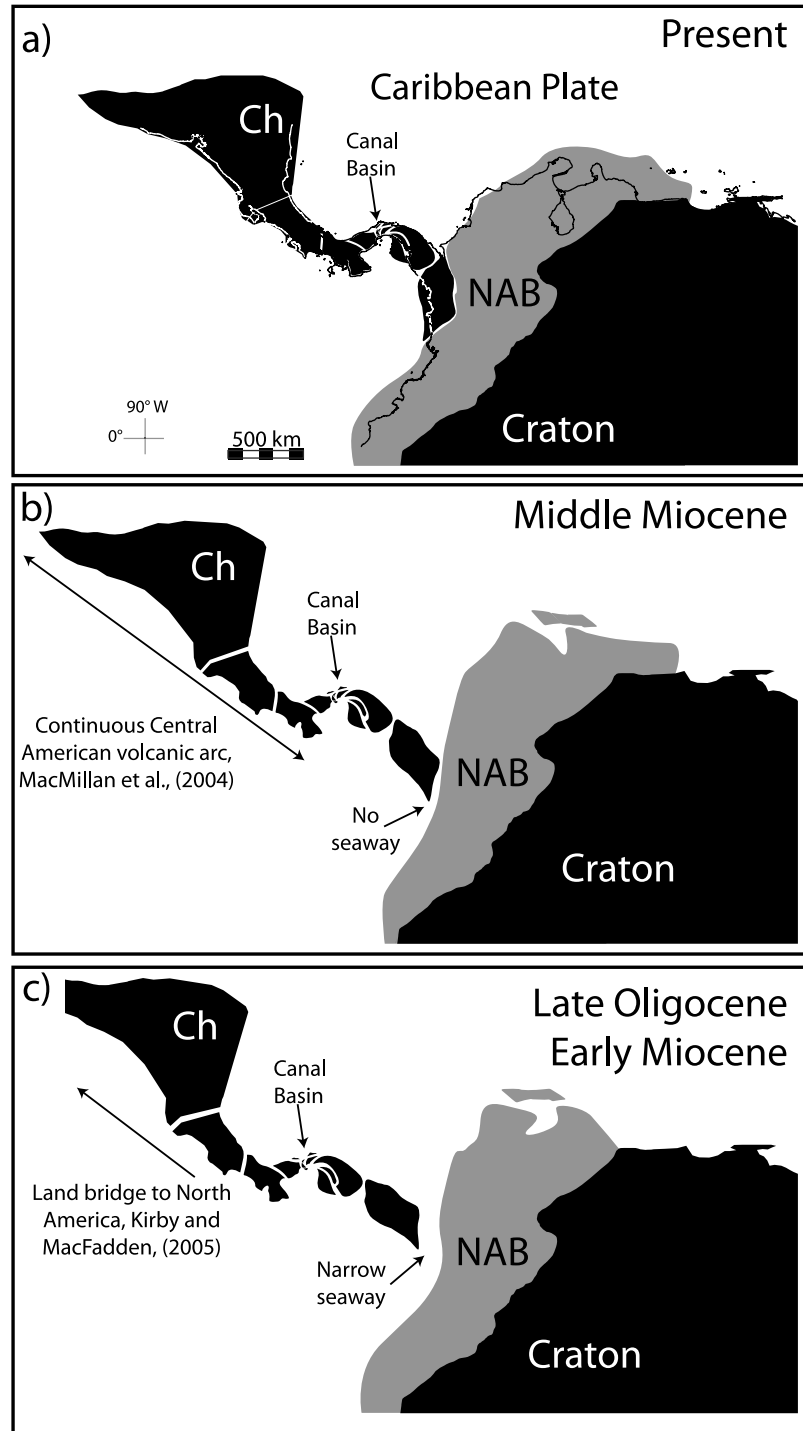 a)
Present
Caribbean Plate
Ch
Canal
Basin
NAB
90° W
0°
500 km
Craton
b)
Middle Miocene
Ch
Canal
Basin
Continuous Central
American volcanic arc,
MacMillan et al., (2004)
NAB
No
seaway
Craton
c)
Late Oligocene
Early Miocene
Ch
Canal
Basin
Land bridge to North
America, Kirby and
MacFadden, (2005)
NAB
Narrow
seaway
Craton